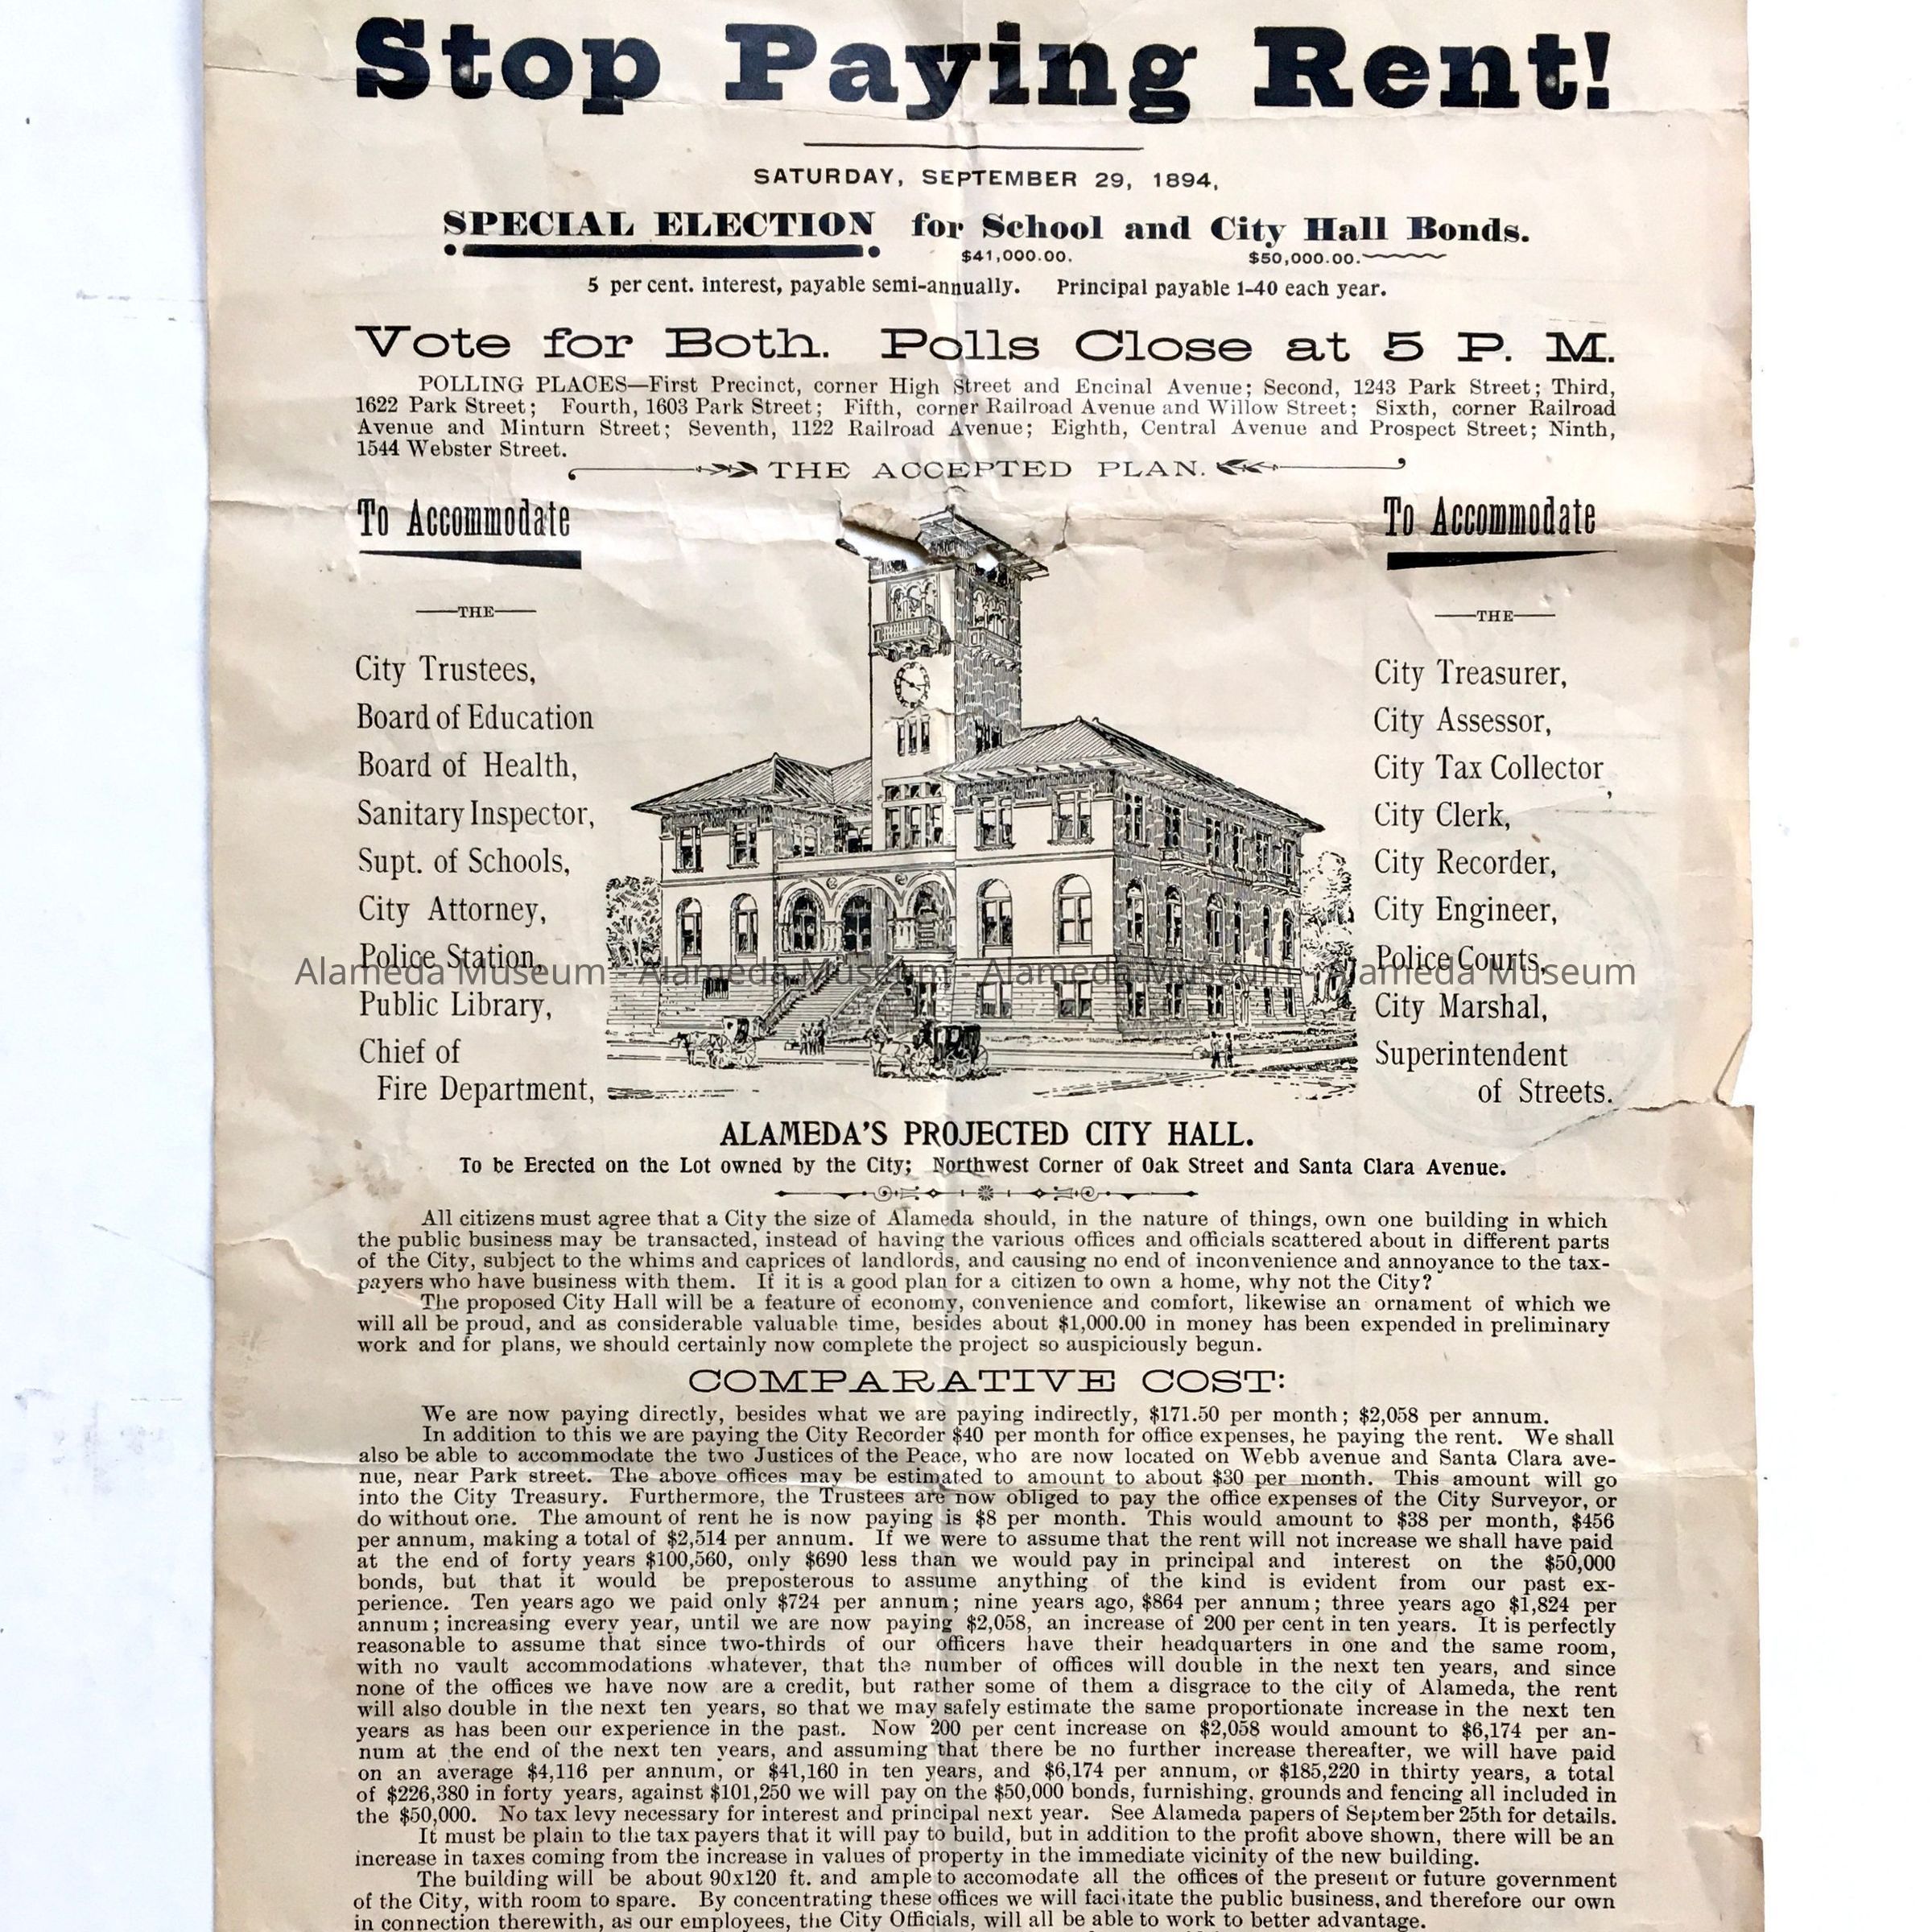 Stop Paying Rent!
SATURDAY, SEPTEMBER 29, 1894,
SPECIAL ELECTION for School and City Hall Bonds.
$41,000.00. $50,000.00.
5 per cent. interest, payable semi-annually. Principal payable 1-40 each year.
Vote for Both. Polls Close at 5 P. M.
POLLING PLACES—First Precinct, corner High Street and Encinal Avenue; Second, 1243 Park Street; Third,
1622 Park Street; Fourth, 1603 Park Street; Fifth, corner Railroad Avenue and Willow Street; Sixth, corner Railroad
Avenue and Minturn Street; Seventh, 1122 Railroad Avenue; Eighth, Central Avenue and Prospect Street; Ninth,
1544 Webster Street.
THE ACCEPTED PLAN.
To Accommodate
THE
City Trustees,
Board of Education
Board of Health,
Sanitary Inspector,
Supt. of Schools,
City Attorney,
Police Station,
Public Library,
Chief of
Fire Department,
To Accommodate
THE
City Treasurer,
City Assessor,
City Tax Collector,
City Clerk,
City Recorder,
City Engineer,
Police Courts,
City Marshal,
Superintendent
of Streets.
Alameda Museum - Alameda Museum - Alameda Museum - Alameda Museum
ALAMEDA'S PROJECTED CITY HALL.
To be Erected on the Lot owned by the City; Northwest Corner of Oak Street and Santa Clara Avenue.
All citizens must agree that a City the size of Alameda should, in the nature of things, own one building in which
the public business may be transacted, instead of having the various offices and officials scattered about in different parts
of the City, subject to the whims and caprices of landlords, and causing no end of inconvenience and annoyance to the tax-
payers who have business with them. If it is a good plan for a citizen to own a home, why not the City?
The proposed City Hall will be a feature of economy, convenience and comfort, likewise an ornament of which we
will all be proud, and as considerable valuable time, besides about $1,000.00 in money has been expended in preliminary
work and for plans, we should certainly now complete the project so auspiciously begun.
COMPARATIVE COST:
We are now paying directly, besides what we are paying indirectly, $171.50 per month; $2,058 per annum.
In addition to this we are paying the City Recorder $40 per month for office expenses, he paying the rent. We shall
also be able to accommodate the two Justices of the Peace, who are now located on Webb avenue and Santa Clara ave-
nue, near Park street. The above offices may be estimated to amount to about $30 per month. This amount will go
into the City Treasury. Furthermore, the Trustees are now obliged to pay the office expenses of the City Surveyor, or
do without one. The amount of rent he is now paying is $8 per month. This would amount to $38 per month, $456
per annum, making a total of $2,514 per annum. If we were to assume that the rent will not increase we shall have paid
at the end of forty years $100,560, only $690 less than we would pay in principal and interest on the $50,000
bonds, but that it would be preposterous to assume anything of the kind is evident from our past ex-
perience. Ten years ago we paid only $724 per annum; nine years ago, $864 per annum; three years ago $1,824 per
annum; increasing every year, until we are now paying $2,058, an increase of 200 per cent in ten years. It is perfectly
reasonable to assume that since two-thirds of our officers have their headquarters in one and the same room,
with no vault accommodations whatever, that the number of offices will double in the next ten years, and since
none of the offices we have now are a credit, but rather some of them a disgrace to the city of Alameda, the rent
will also double in the next ten years, so that we may safely estimate the same proportionate increase in the next ten
years as has been our experience in the past. Now 200 per cent increase on $2,058 would amount to $6,174 per an-
num at the end of the next ten years, and assuming that there be no further increase thereafter, we will have paid
on an average $4,116 per annum, or $41,160 in ten years, and $6,174 per annum, or $185,220 in thirty years, a total
of $226,380 in forty years, against $101,250 we will pay on the $50,000 bonds, furnishing, grounds and fencing all included in
the $50,000. No tax levy necessary for interest and principal next year. See Alameda papers of September 25th for details.
It must be plain to the tax payers that it will pay to build, but in addition to the profit above shown, there will be an
increase in taxes coming from the increase in values of property in the immediate vicinity of the new building.
The building will be about 90x120 ft. and ample to accomodate all the offices of the present or future government
of the City, with room to spare. By concentrating these offices we will facilitate the public business, and therefore our own
in connection therewith, as our employees, the City Officials, will all be able to work to better advantage.